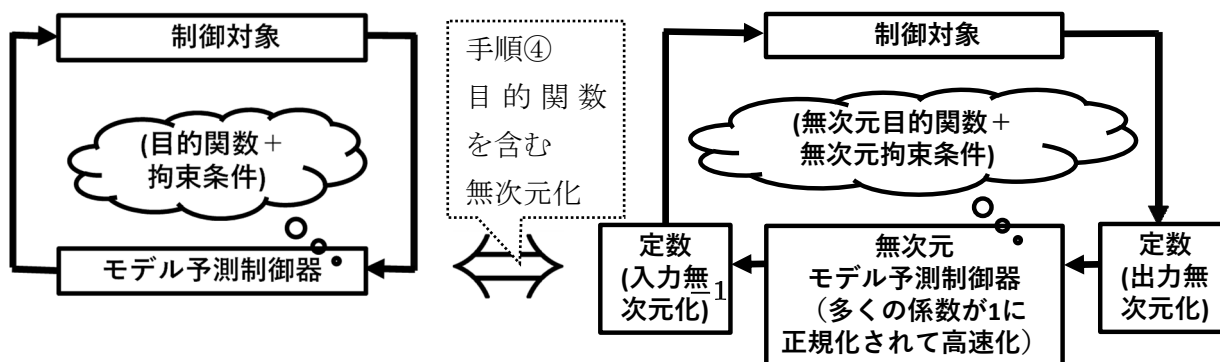 制御対象
(目的関数＋
拘束条件)
モデル予測制御器
手順④
目的関数
を含む
無次元化
制御対象
(無次元目的関数＋
無次元拘束条件)
定数
(入力無
次元化)
−1
無次元
モデル予測制御器
（多くの係数が1に
正規化されて高速化）
定数
(出力無
次元化)